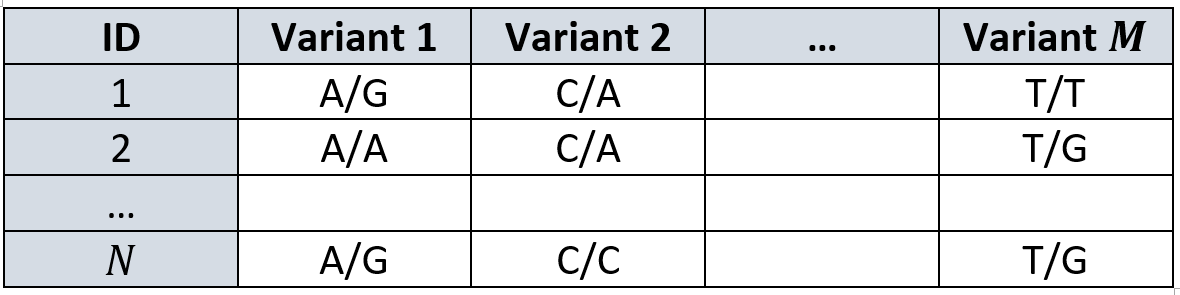 ID Variant 1 Variant 2 ... Variant M
1 A/G C/A T/T
2 A/A C/A T/G
...
N A/G C/C T/G